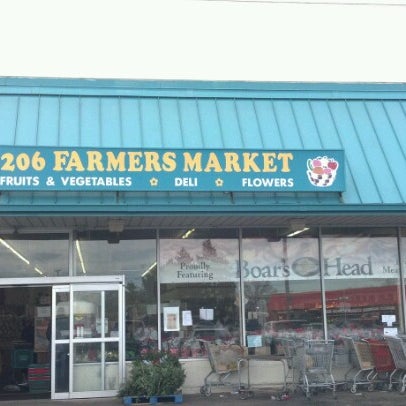 206 FARMERS MARKET
FRUITS & VEGETABLES DELI FLOWERS
Proudly
Featuring
Boar's Head